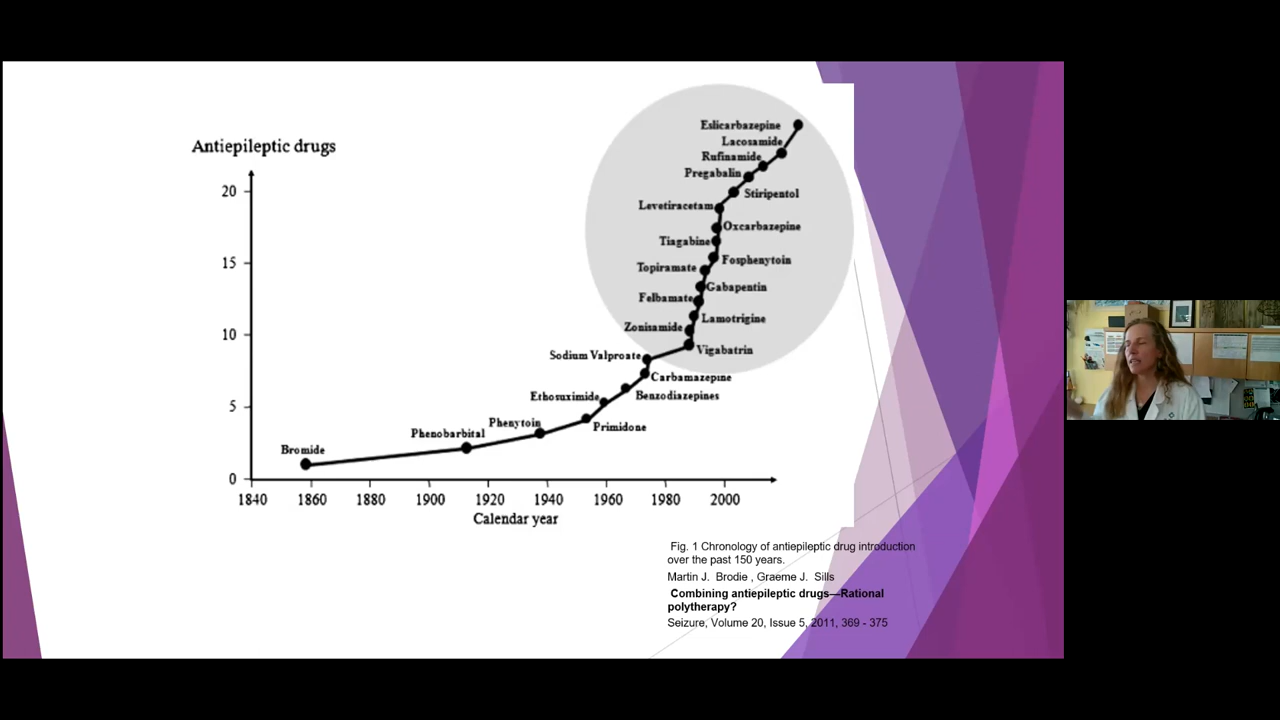 Antiepileptic drugs
20
15
10
5
0
1840 1860 1880 1900 1920 1940 1960 1980 2000
Calendar year
Eslicarbazepine
Lacosamide
Rufinamide
Pregabalin
Stiripentol
Levetiracetam
Oxcarbazepine
Tiagabine
Fosphenytoin
Topiramate
Gabapentin
Felbamate
Lamotrigine
Zonisamide
Vigabatrin
Sodium Valproate
Carbamazepine
Benzodiazepines
Ethosuximide
Primidone
Phenytoin
Phenobarbital
Bromide
Fig. 1 Chronology of antiepileptic drug introduction
over the past 150 years.
Martin J. Brodie , Graeme J. Sills
Combining antiepileptic drugs—Rational
polytherapy?
Seizure, Volume 20, Issue 5, 2011, 369 - 375